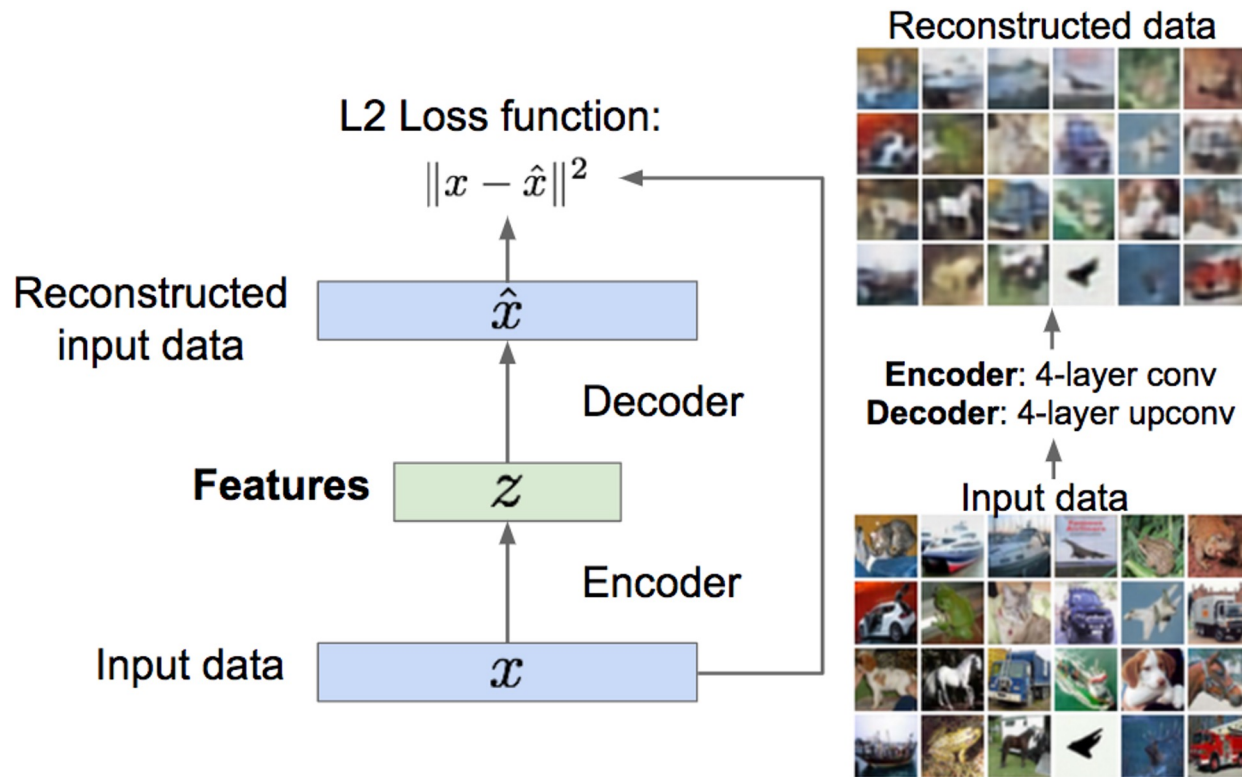 Reconstructed data
L2 Loss function:
‖x − x̂‖²
Reconstructed
input data
x̂
Decoder
Encoder: 4-layer conv
Decoder: 4-layer upconv
Features
z
Input data
Encoder
Input data
x